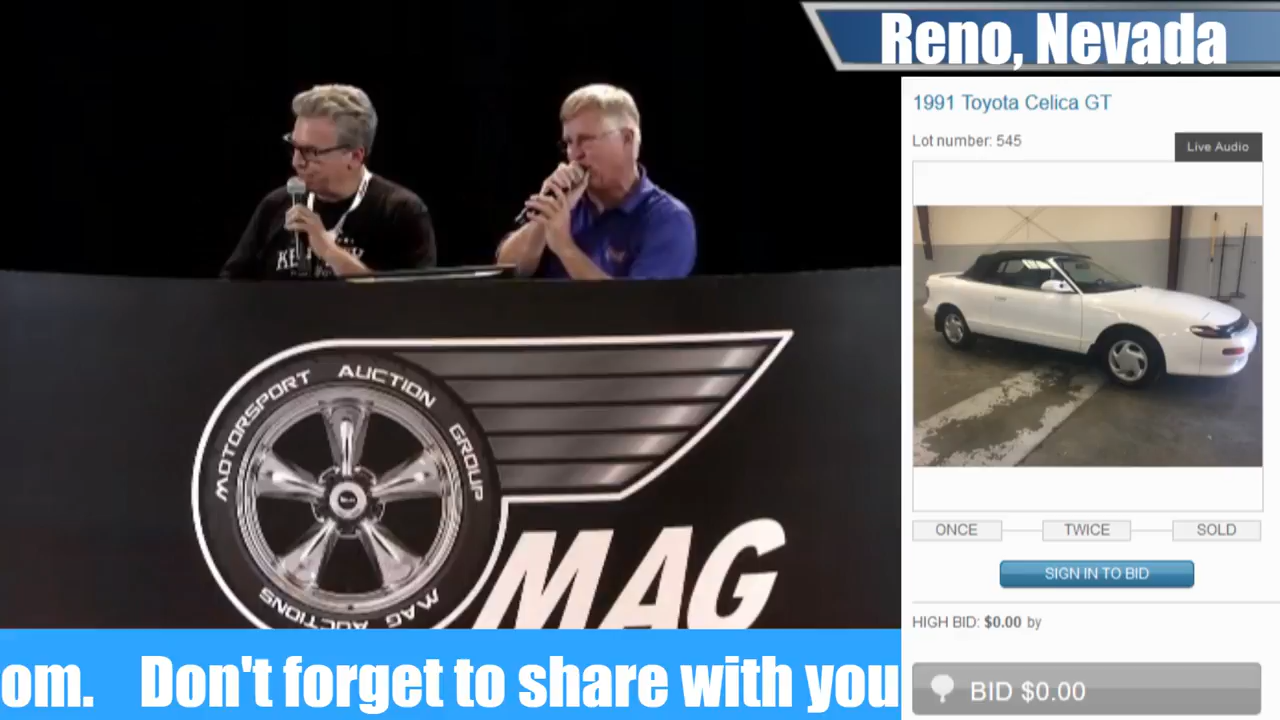 Reno, Nevada
1991 Toyota Celica GT
Lot number: 545
Live Audio
MOTORSPORT AUCTION GROUP
MAG AUCTIONS
MAG
ONCE
TWICE
SOLD
SIGN IN TO BID
HIGH BID: $0.00 by
BID $0.00
om. Don't forget to share with you